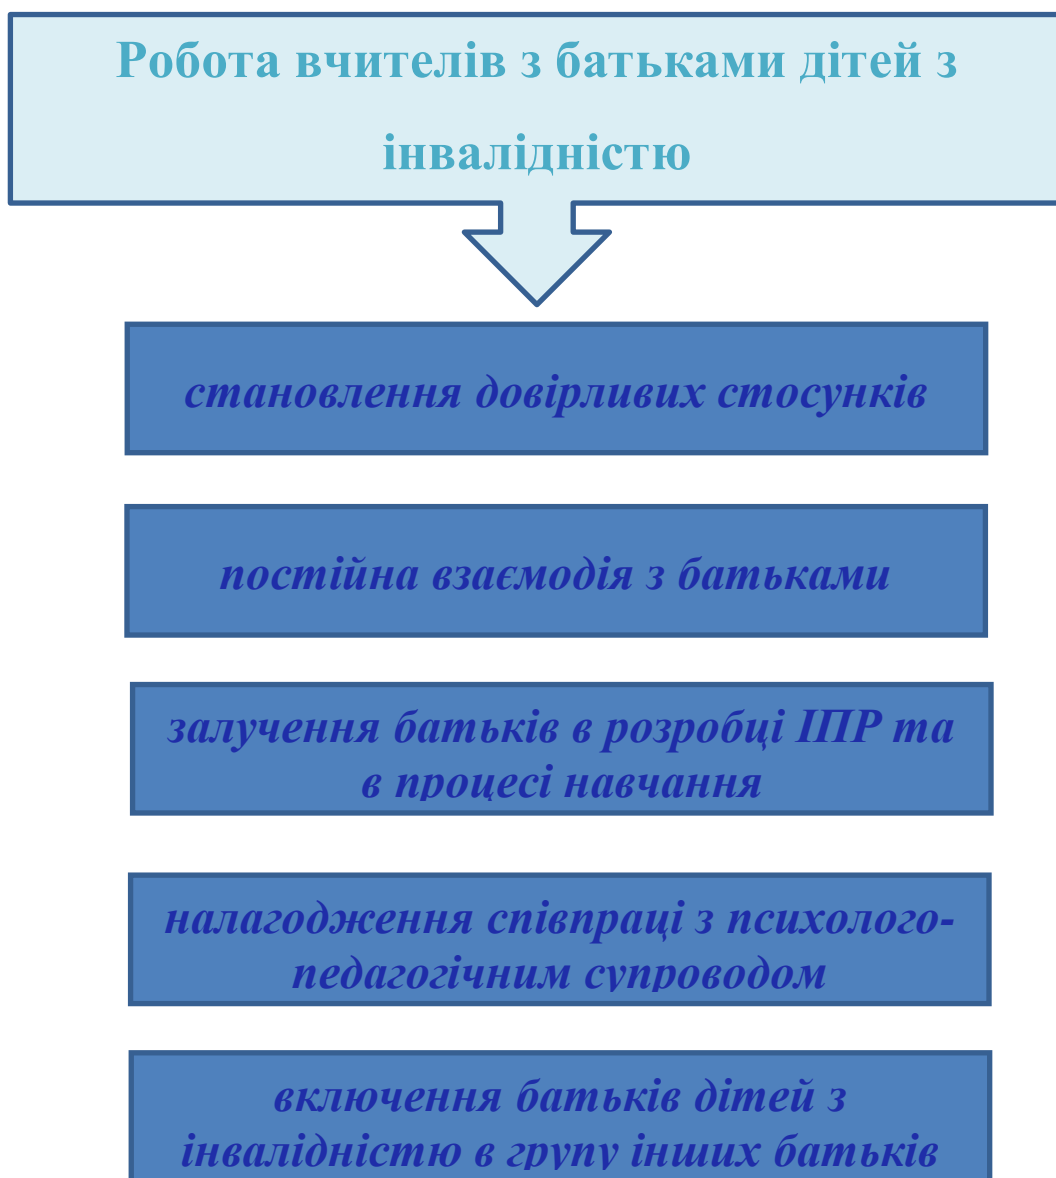 Робота вчителів з батьками дітей з
інвалідністю
становлення довірливих стосунків
постійна взаємодія з батьками
залучення батьків в розробці ІПР та
в процесі навчання
налагодження співпраці з психолого-
педагогічним супроводом
включення батьків дітей з
інвалідністю в групу інших батьків